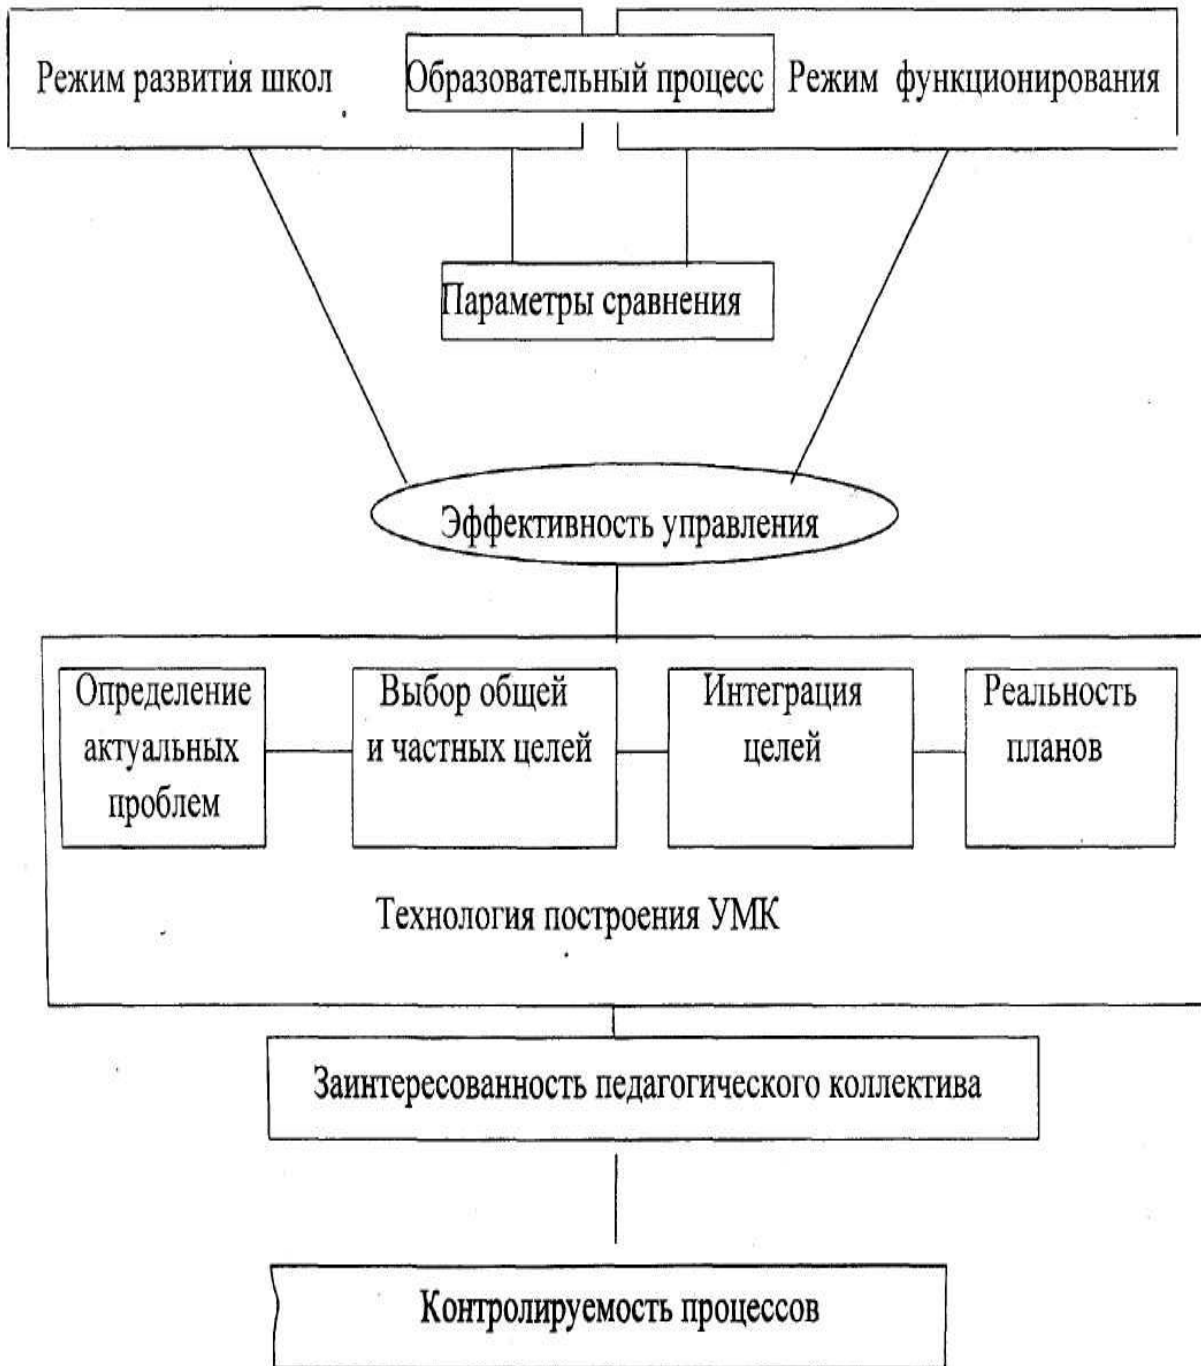 Режим развития школ
Образовательный процесс
Режим функционирования
Параметры сравнения
Эффективность управления
Определение
актуальных
проблем
Выбор общей
и частных целей
Интеграция
целей
Реальность
планов
Технология построения УМК
Заинтересованность педагогического коллектива
Контролируемость процессов